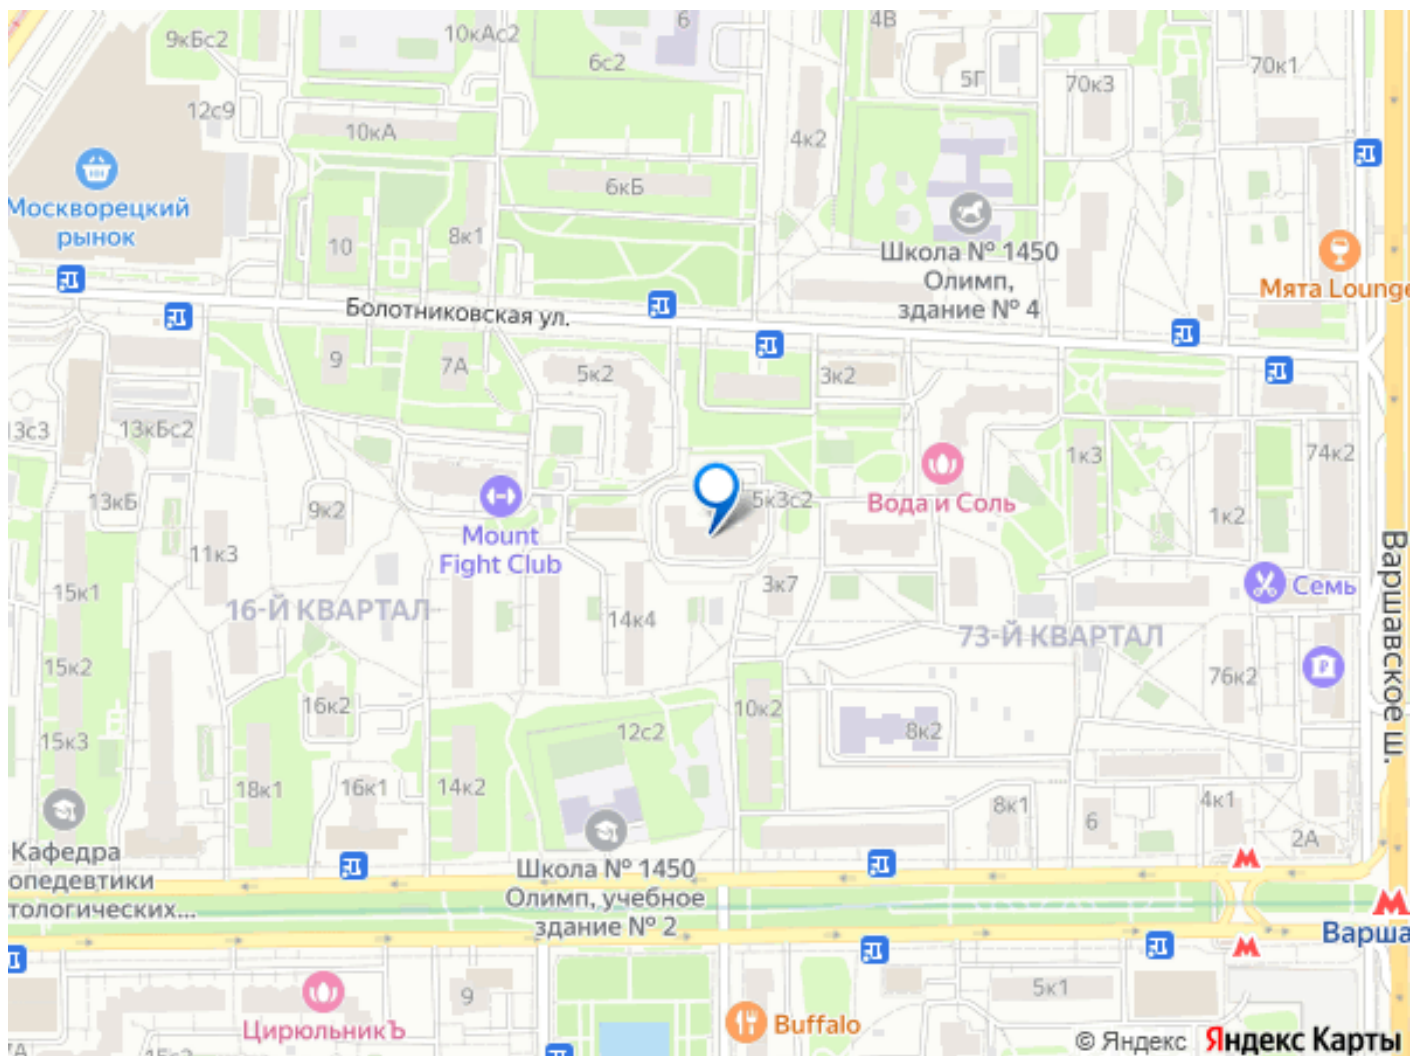 9кБс2
10кАс2
6
4В
6с2
5Г
70к3
70к1
12с9
10кА
4к2
Москворецкий
рынок
6кБ
10
8к1
Школа № 1450
Олимп,
здание № 4
Мята Lounge
Болотниковская ул.
9
7А
5к2
3к2
13с3
13кБс2
1к3
74к2
13кБ
9к2
Mount
Fight Club
5к3с2
Вода и Соль
1к2
11к3
15к1
3к7
Семь
Варшавское ш.
16-Й КВАРТАЛ
14к4
73-Й КВАРТАЛ
15к2
76к2
16к2
10к2
12с2
8к2
15к3
18к1
16к1
14к2
8к1
6
4к1
2А
Кафедра
опедевтики
тологических...
Школа № 1450
Олимп, учебное
здание № 2
Варша
9
5к1
ЦирюльникЪ
Buffalo
7А
15с2
© Яндекс
Яндекс Карты